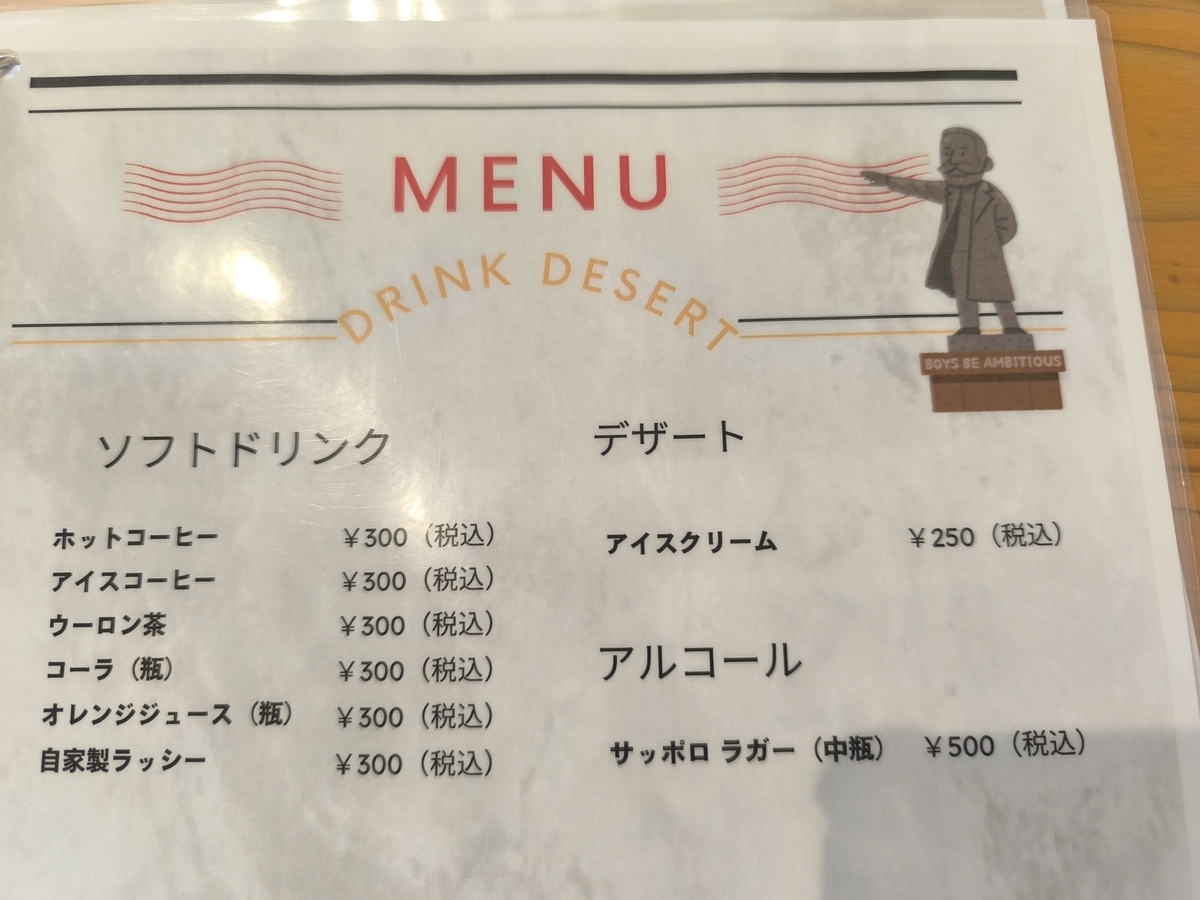 MENU
DRINK DESERT
BOYS BE AMBITIOUS
ソフトドリンク
ホットコーヒー ￥300（税込）
アイスコーヒー ￥300（税込）
ウーロン茶 ￥300（税込）
コーラ（瓶） ￥300（税込）
オレンジジュース（瓶） ￥300（税込）
自家製ラッシー ￥300（税込）
デザート
アイスクリーム ￥250（税込）
アルコール
サッポロ ラガー（中瓶） ￥500（税込）